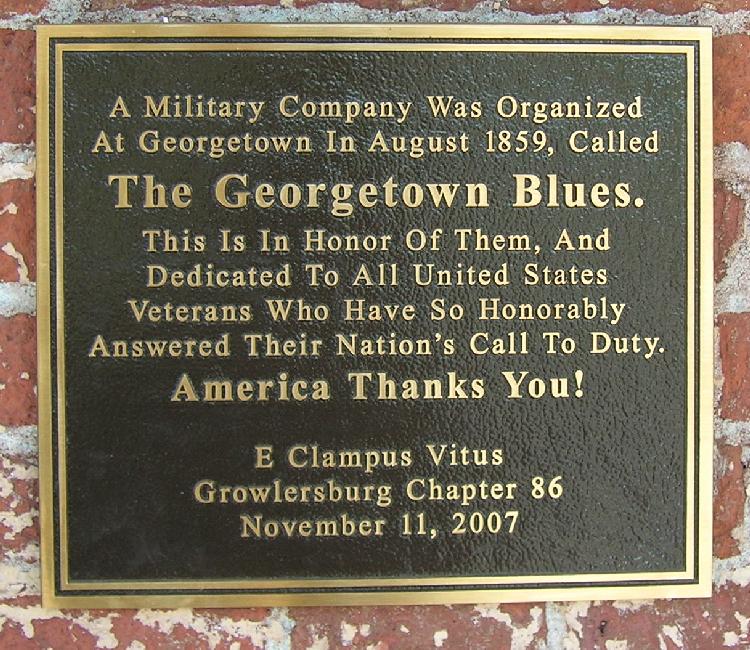 A Military Company Was Organized
At Georgetown In August 1859, Called
The Georgetown Blues.
This Is In Honor Of Them, And
Dedicated To All United States
Veterans Who Have So Honorably
Answered Their Nation's Call To Duty.
America Thanks You!
E Clampus Vitus
Growlersburg Chapter 86
November 11, 2007